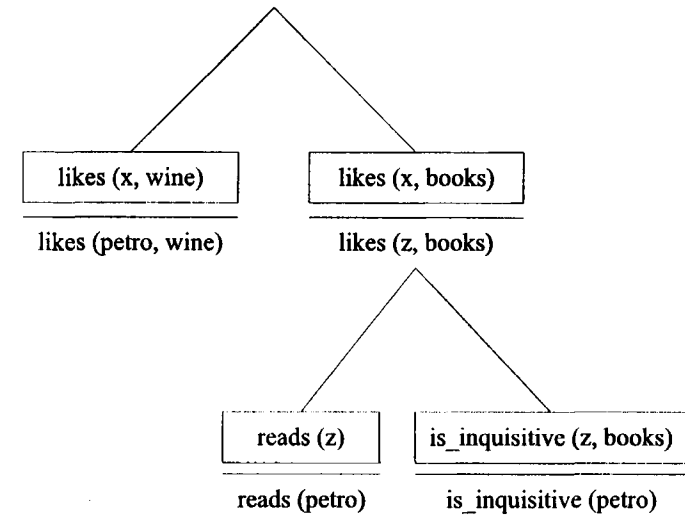 likes (x, wine)
likes (x, books)
likes (petro, wine)
likes (z, books)
reads (z)
is_inquisitive (z, books)
reads (petro)
is_inquisitive (petro)